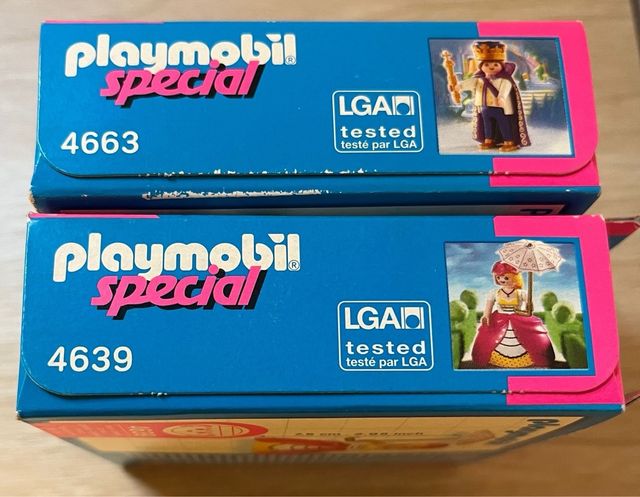 playmobil®
special
4663
LGA
tested
testé par LGA
playmobil®
special
4639
LGA
tested
testé par LGA